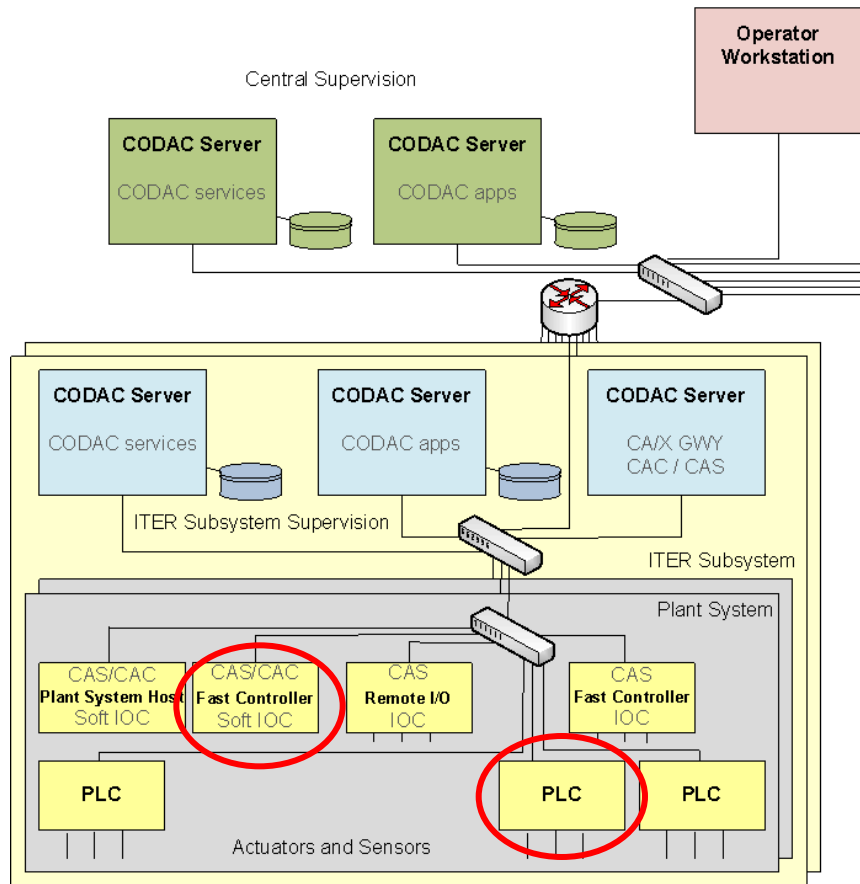 Operator
Workstation
Central Supervision
CODAC Server
CODAC services
CODAC Server
CODAC apps
CODAC Server
CODAC services
CODAC Server
CODAC apps
CODAC Server
CA/X GWY
CAC / CAS
ITER Subsystem Supervision
ITER Subsystem
Plant System
CAS/CAC
Plant System Host
Soft IOC
CAS/CAC
Fast Controller
Soft IOC
CAS
Remote I/O
IOC
CAS
Fast Controller
IOC
PLC
PLC
PLC
Actuators and Sensors